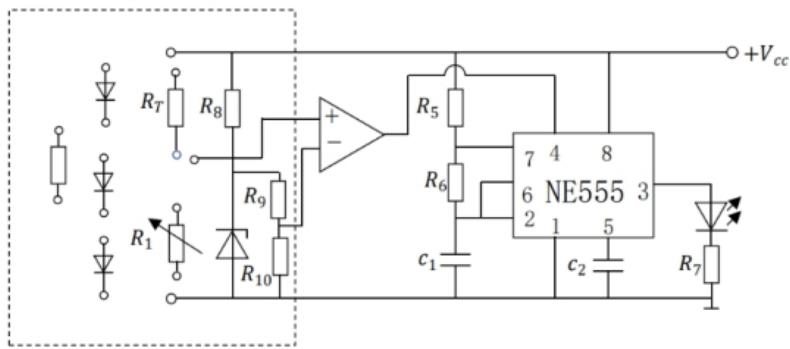 +V_cc
R_T
R_8
+
−
R_5
7 4 8
R_9
R_6
6 NE555 3
2
R_1
1 5
R_10
c_1
c_2
R_7